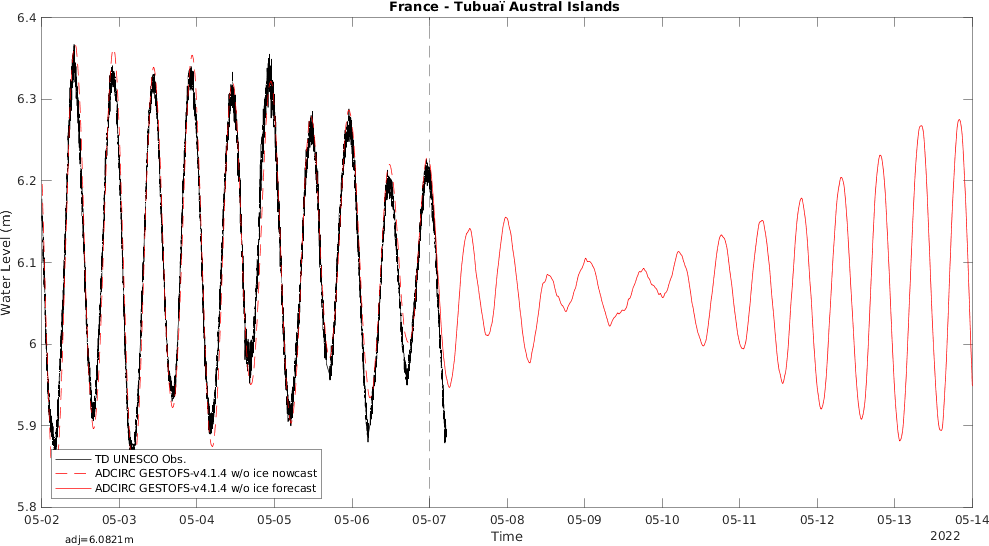 France - Tubuaï Austral Islands
6.4
6.3
6.2
6.1
6
5.9
5.8
Water Level (m)
TD UNESCO Obs.
ADCIRC GESTOFS-v4.1.4 w/o ice nowcast
ADCIRC GESTOFS-v4.1.4 w/o ice forecast
05-02 05-03 05-04 05-05 05-06 05-07 05-08 05-09 05-10 05-11 05-12 05-13 05-14
Time
2022
adj=6.0821m